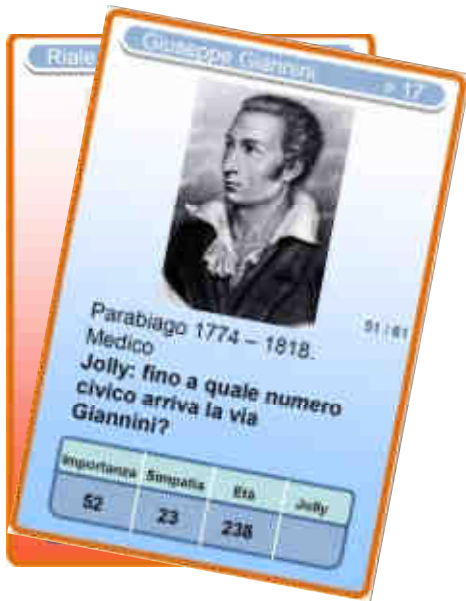 Riale
Giuseppe Giannini
P 17
Parabiago 1774 – 1818.
51 / 61
Medico
Jolly: fino a quale numero
civico arriva la via
Giannini?
Importanza Simpatia Età Jolly
52 23 238